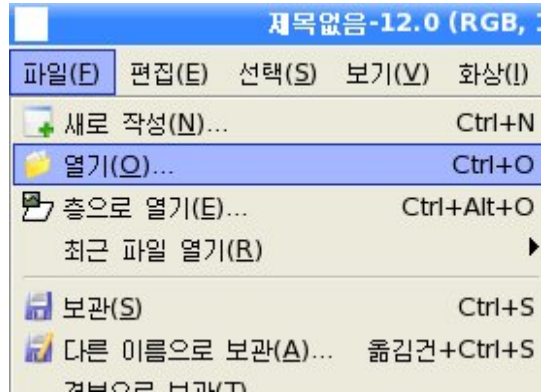 제목없음-12.0 (RGB,
파일(F) 편집(E) 선택(S) 보기(V) 화상(I)
새로 작성(N)... Ctrl+N
열기(O)... Ctrl+O
층으로 열기(E)... Ctrl+Alt+O
최근 파일 열기(R)
보관(S) Ctrl+S
다른 이름으로 보관(A)... 옮김건+Ctrl+S